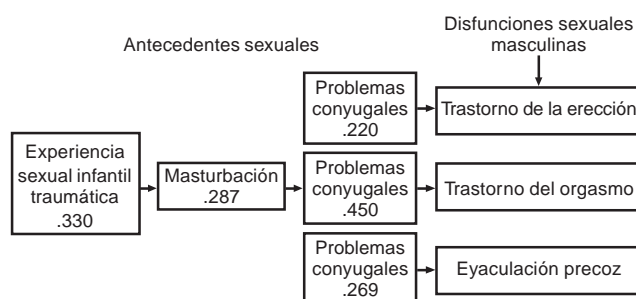 Antecedentes sexuales
Disfunciones sexuales
masculinas
Problemas
conyugales
.220
Trastorno de la erección
Experiencia
sexual infantil
traumática
.330
Masturbación
.287
Problemas
conyugales
.450
Trastorno del orgasmo
Problemas
conyugales
.269
Eyaculación precoz